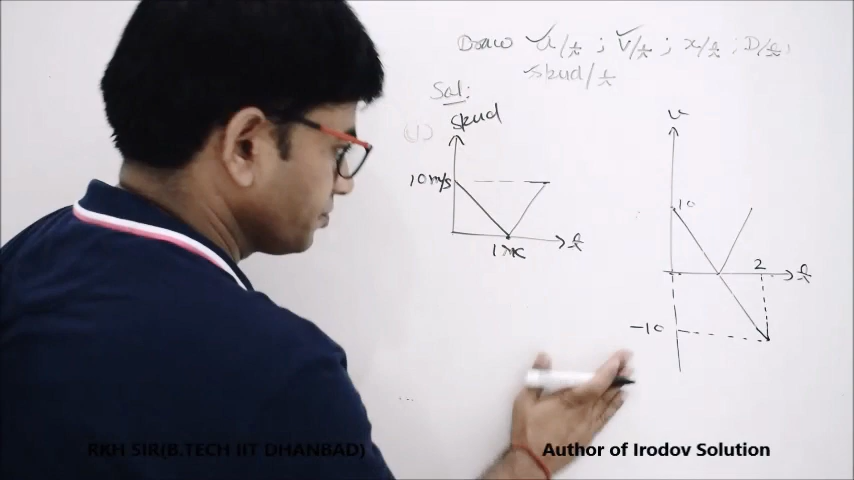 Draw a/t ; v/t ; x/t ; D/t ;
speed/t
Sol:
(1) speed
10 m/s
1 sec
t
v
10
2
t
-10
RKH SIR(B.TECH IIT DHANBAD)
Author of Irodov Solution